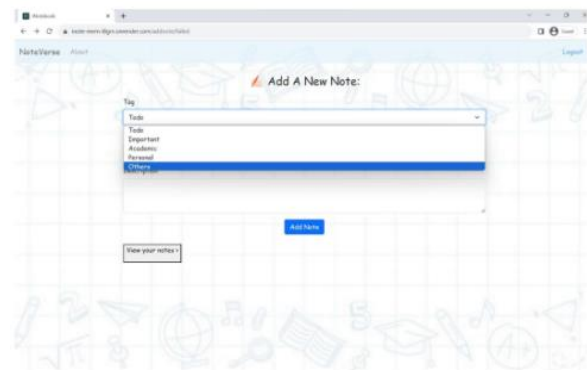 Notebook
NoteVerse About Logout
Add A New Note:
Tag
Todo
Todo
Important
Academic
Personal
Others
Add Note
View your notes >